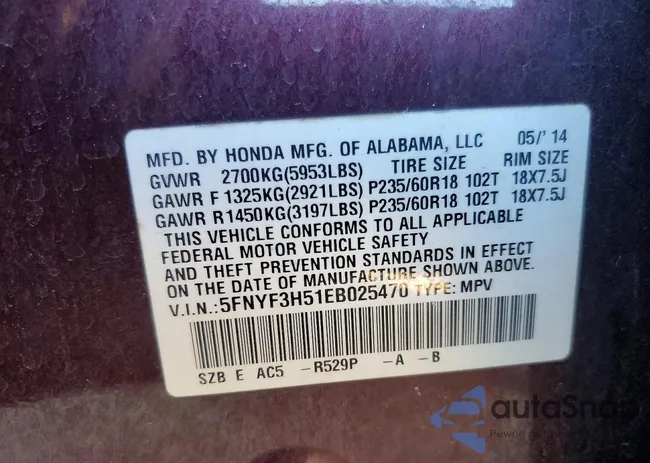 MFD. BY HONDA MFG. OF ALABAMA, LLC 05/'14
GVWR 2700KG(5953LBS) TIRE SIZE RIM SIZE
GAWR F 1325KG(2921LBS) P235/60R18 102T 18X7.5J
GAWR R1450KG(3197LBS) P235/60R18 102T 18X7.5J
THIS VEHICLE CONFORMS TO ALL APPLICABLE
FEDERAL MOTOR VEHICLE SAFETY
AND THEFT PREVENTION STANDARDS IN EFFECT
ON THE DATE OF MANUFACTURE SHOWN ABOVE.
V.I.N.:5FNYF3H51EB025470 TYPE: MPV
SZB E AC5 -R529P -A -B
autaSnap
Pewne